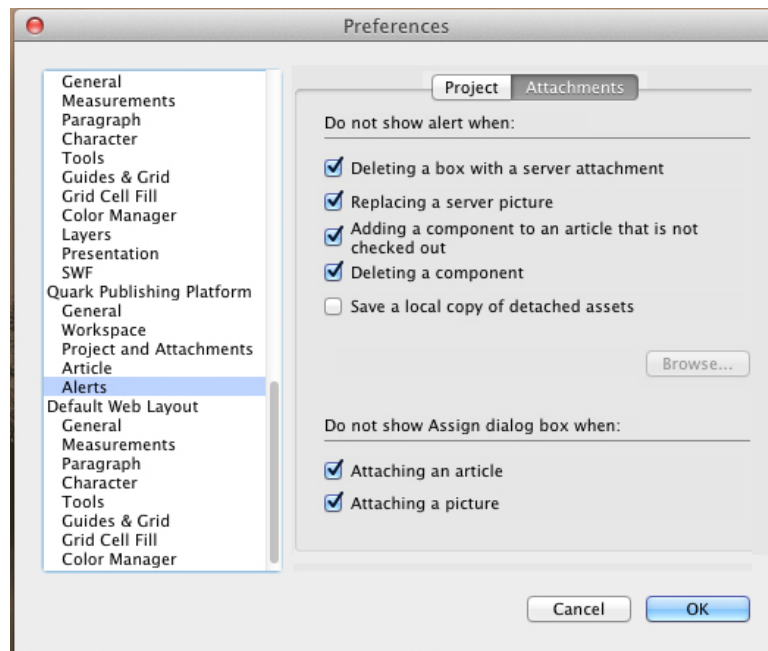 Preferences
General
Measurements
Paragraph
Character
Tools
Guides & Grid
Grid Cell Fill
Color Manager
Layers
Presentation
SWF
Quark Publishing Platform
General
Workspace
Project and Attachments
Article
Alerts
Default Web Layout
General
Measurements
Paragraph
Character
Tools
Guides & Grid
Grid Cell Fill
Color Manager
Project
Attachments
Do not show alert when:
Deleting a box with a server attachment
Replacing a server picture
Adding a component to an article that is not
checked out
Deleting a component
Save a local copy of detached assets
Browse...
Do not show Assign dialog box when:
Attaching an article
Attaching a picture
Cancel
OK